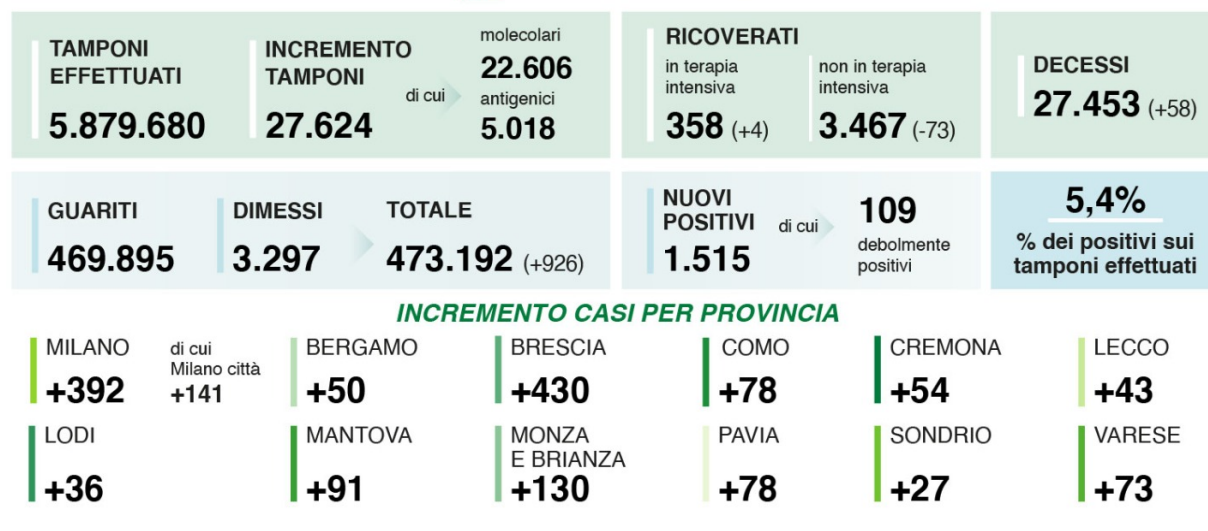 TAMPONI
EFFETTUATI
5.879.680
INCREMENTO
TAMPONI
27.624
di cui
molecolari
22.606
antigenici
5.018
RICOVERATI
in terapia
intensiva
358 (+4)
non in terapia
intensiva
3.467 (-73)
DECESSI
27.453 (+58)
GUARITI
469.895
DIMESSI
3.297
TOTALE
473.192 (+926)
NUOVI
POSITIVI
1.515
di cui
109
debolmente
positivi
5,4%
% dei positivi sui
tamponi effettuati
INCREMENTO CASI PER PROVINCIA
MILANO
+392
di cui
Milano città
+141
BERGAMO
+50
BRESCIA
+430
COMO
+78
CREMONA
+54
LECCO
+43
LODI
+36
MANTOVA
+91
MONZA
E BRIANZA
+130
PAVIA
+78
SONDRIO
+27
VARESE
+73